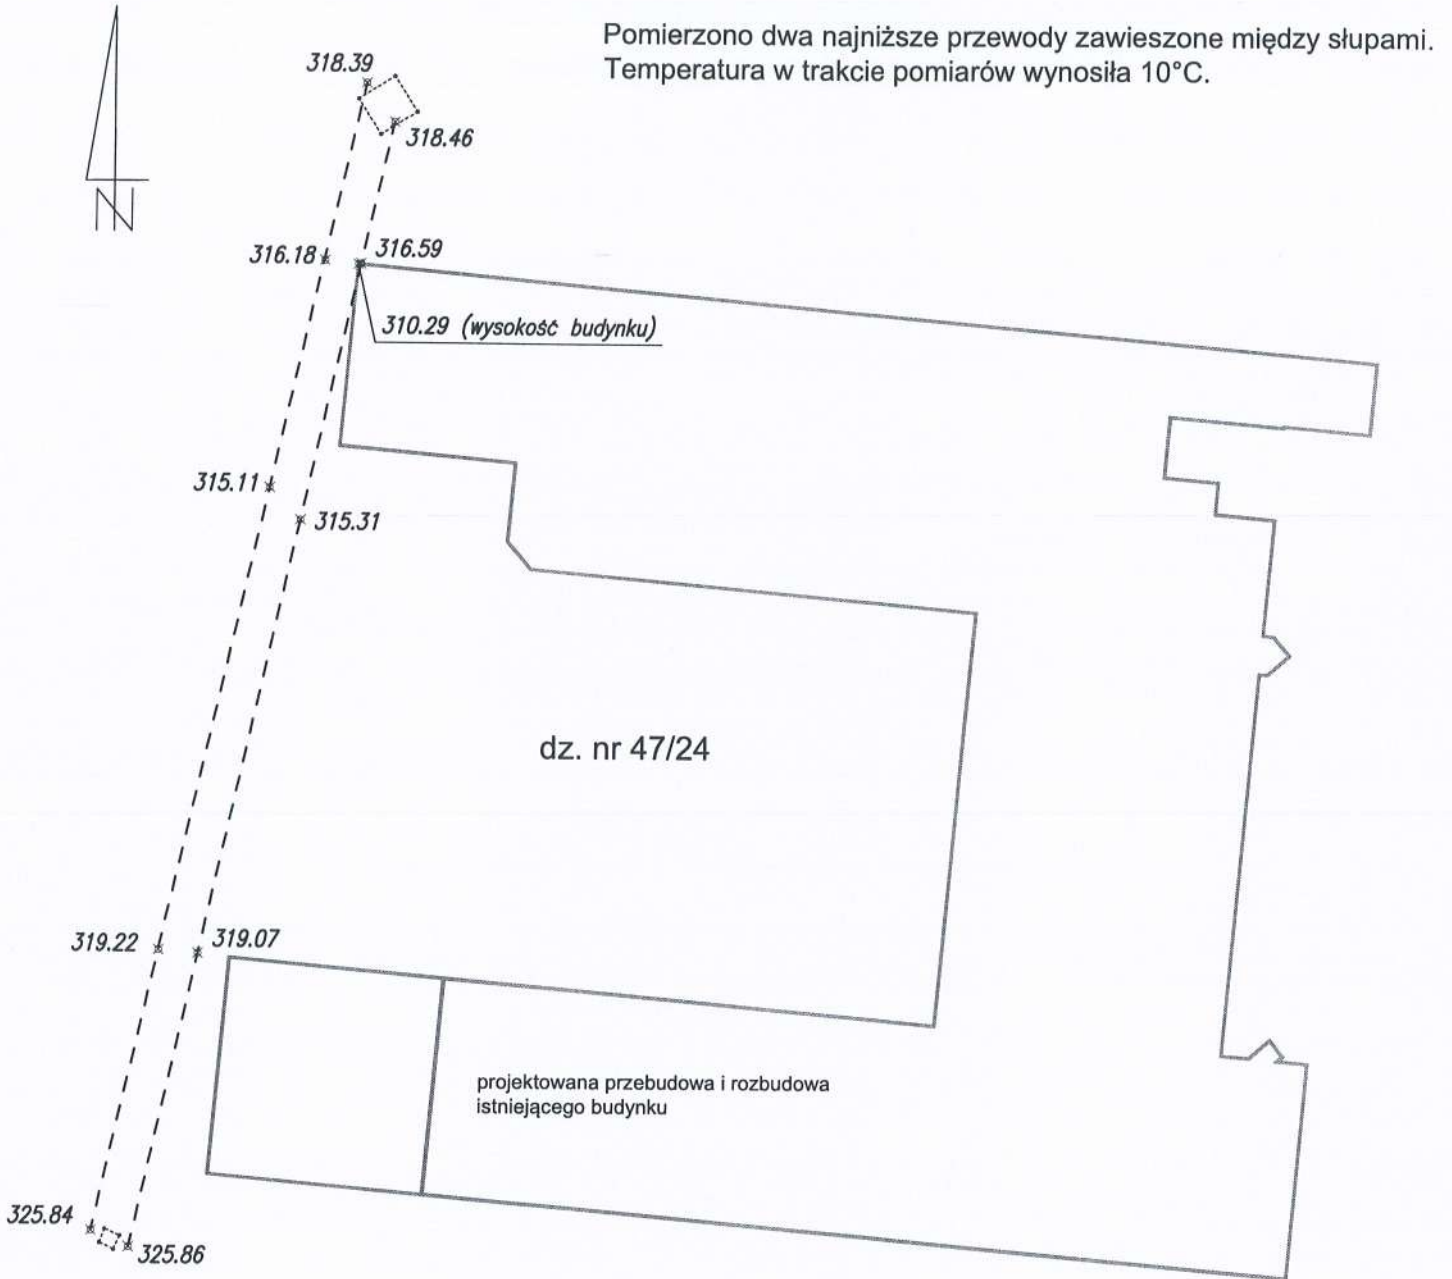 Pomierzono dwa najniższe przewody zawieszone między słupami.
Temperatura w trakcie pomiarów wynosiła 10°C.
318.39
318.46
N
316.18
316.59
310.29 (wysokość budynku)
315.11
315.31
dz. nr 47/24
319.22
319.07
projektowana przebudowa i rozbudowa
istniejącego budynku
325.84
325.86